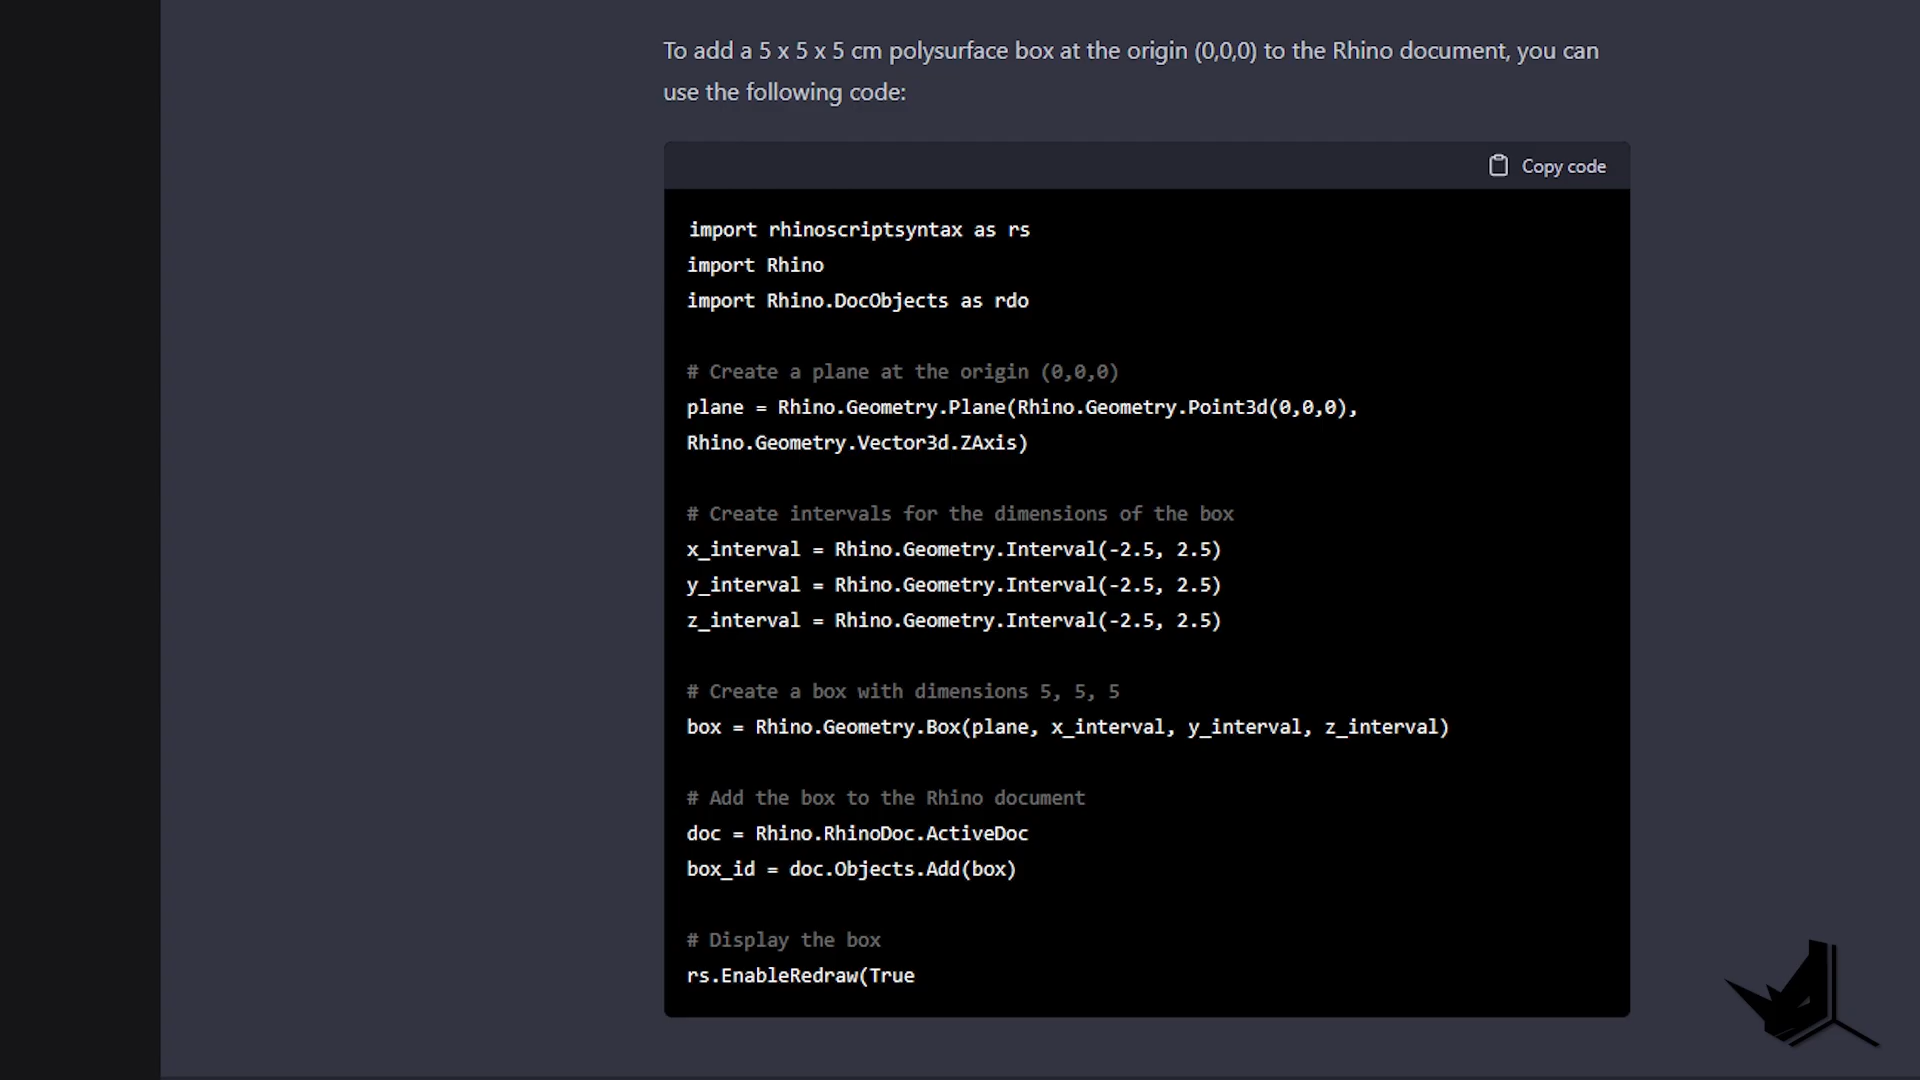 To add a 5 x 5 x 5 cm polysurface box at the origin (0,0,0) to the Rhino document, you can
use the following code:
Copy code
import rhinoscriptsyntax as rs
import Rhino
import Rhino.DocObjects as rdo
# Create a plane at the origin (0,0,0)
plane = Rhino.Geometry.Plane(Rhino.Geometry.Point3d(0,0,0),
Rhino.Geometry.Vector3d.ZAxis)
# Create intervals for the dimensions of the box
x_interval = Rhino.Geometry.Interval(-2.5, 2.5)
y_interval = Rhino.Geometry.Interval(-2.5, 2.5)
z_interval = Rhino.Geometry.Interval(-2.5, 2.5)
# Create a box with dimensions 5, 5, 5
box = Rhino.Geometry.Box(plane, x_interval, y_interval, z_interval)
# Add the box to the Rhino document
doc = Rhino.RhinoDoc.ActiveDoc
box_id = doc.Objects.Add(box)
# Display the box
rs.EnableRedraw(True